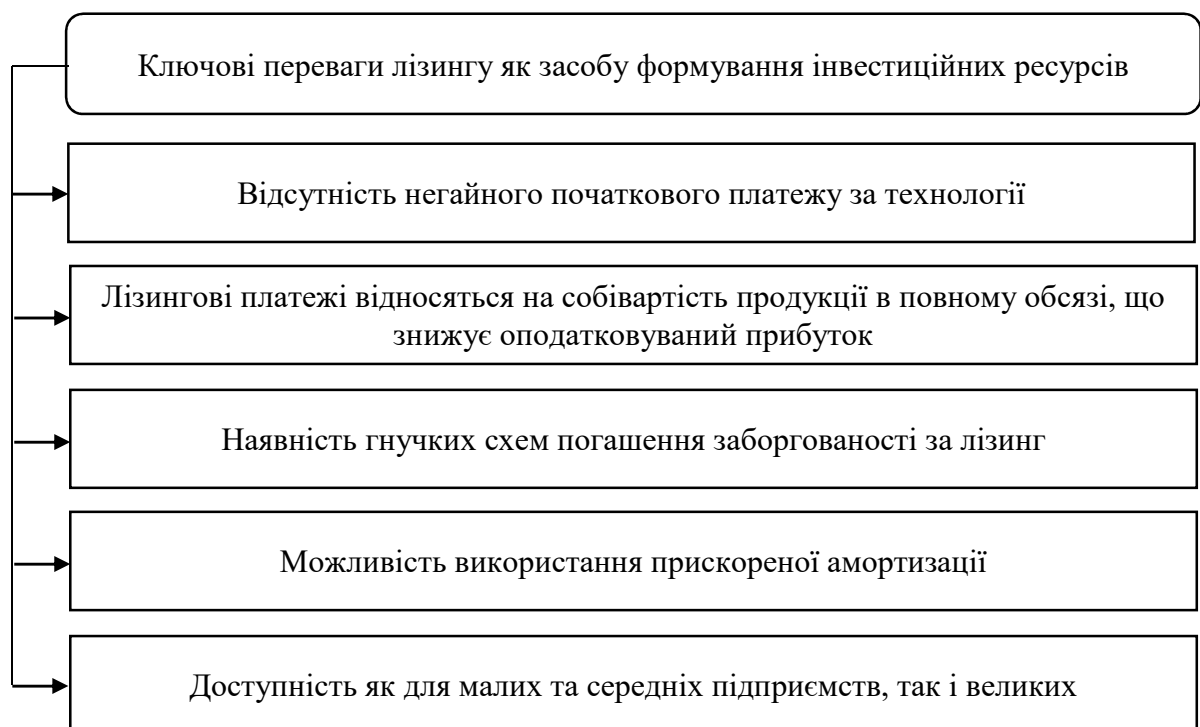 Ключові переваги лізингу як засобу формування інвестиційних ресурсів
Відсутність негайного початкового платежу за технології
Лізингові платежі відносяться на собівартість продукції в повному обсязі, що
знижує оподатковуваний прибуток
Наявність гнучких схем погашення заборгованості за лізинг
Можливість використання прискореної амортизації
Доступність як для малих та середніх підприємств, так і великих